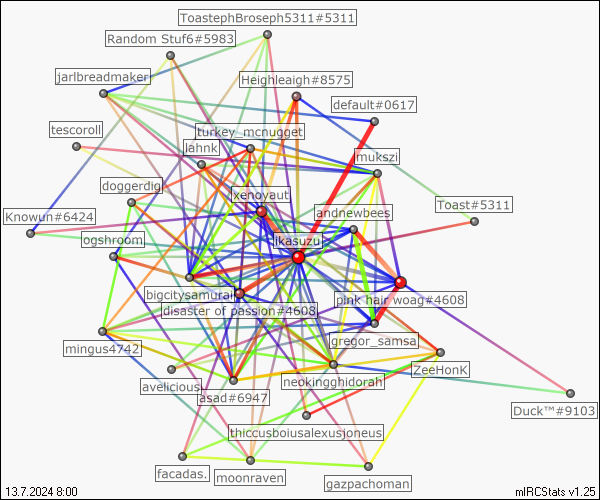 ToastephBroseph5311#5311
Random Stuf6#5983
jarlbreadmaker
Heighleaigh#8575
default#0617
tescoroll
turkey_mcnugget
lahnk
mukszi
doggerdig
xenoyaut
Toast#5311
Knowun#6424
andnewbees
ogshroom
ikasuzu
bigcitysamurai
pink hair woag#4608
disaster of passion#4608
gregor_samsa
mingus4742
ZeeHonK
avelicious
neokingghidorah
asad#6947
Duck™#9103
thiccusboiusalexusjoneus
facadas.
moonraven
gazpachoman
13.7.2024 8:00
mIRCStats v1.25